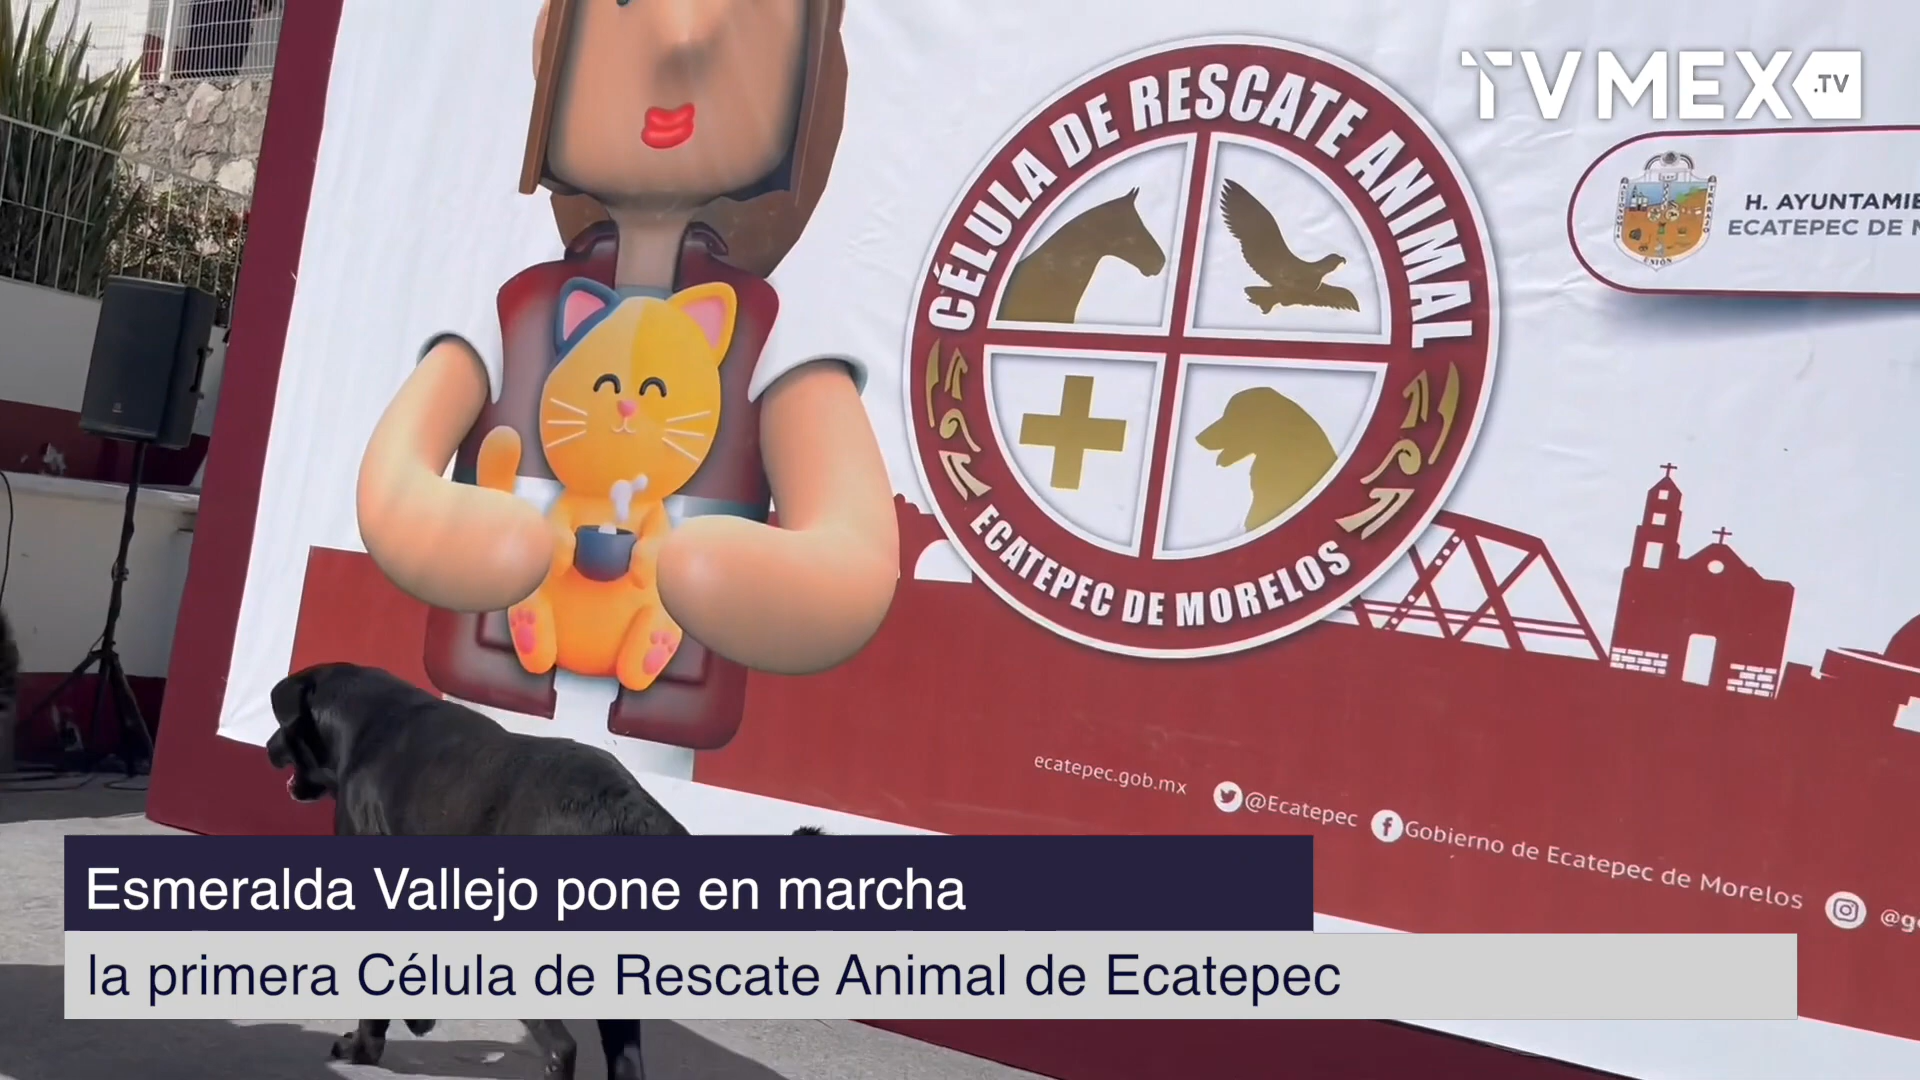 TVMEX .TV
CÉLULA DE RESCATE ANIMAL
ECATEPEC DE MORELOS
H. AYUNTAMIE
ECATEPEC DE
ecatepec.gob.mx
@Ecatepec
Gobierno de Ecatepec de Morelos
Esmeralda Vallejo pone en marcha
la primera Célula de Rescate Animal de Ecatepec